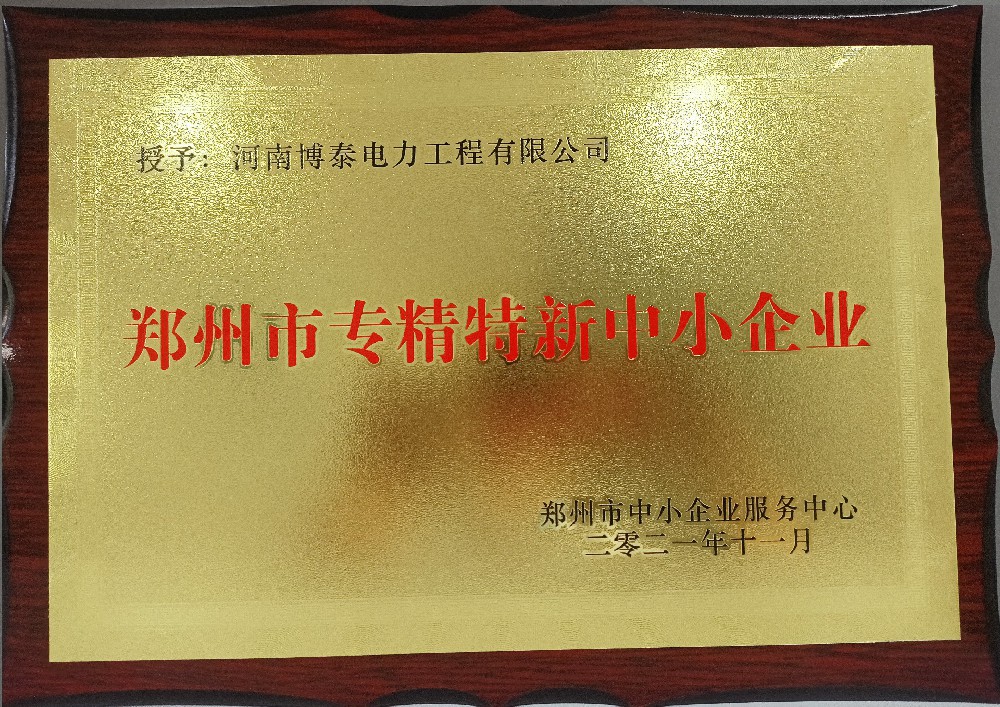 授予：河南博泰电力工程有限公司
郑州市专精特新中小企业
郑州市中小企业服务中心
二零二一年十一月